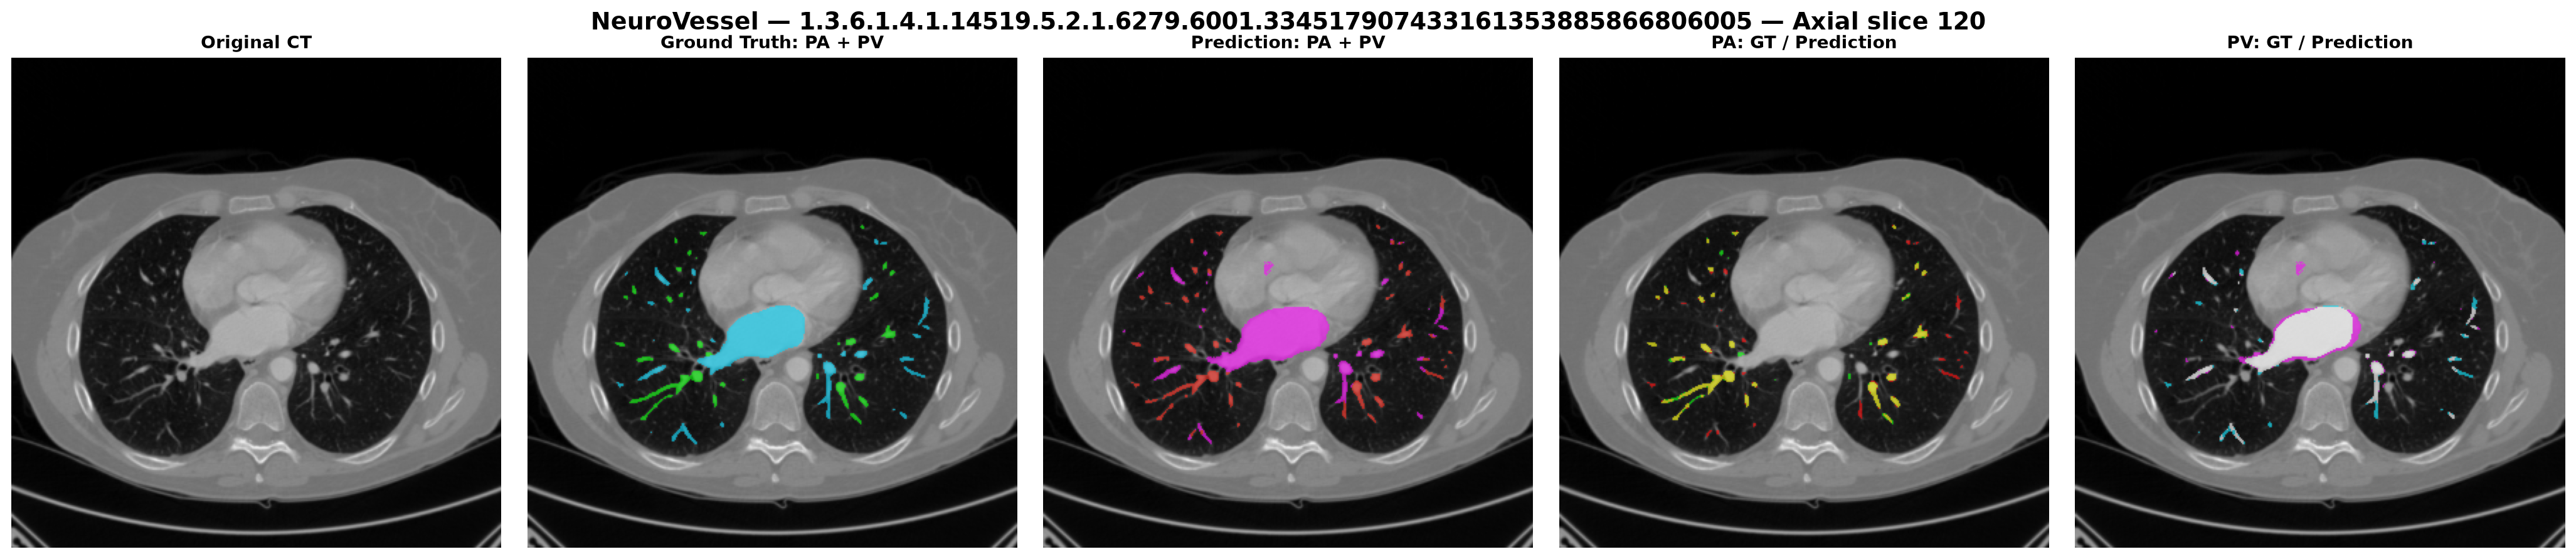 NeuroVessel — 1.3.6.1.4.1.14519.5.2.1.6279.6001.334517907433161353885866806005 — Axial slice 120
Original CT
Ground Truth: PA + PV
Prediction: PA + PV
PA: GT / Prediction
PV: GT / Prediction